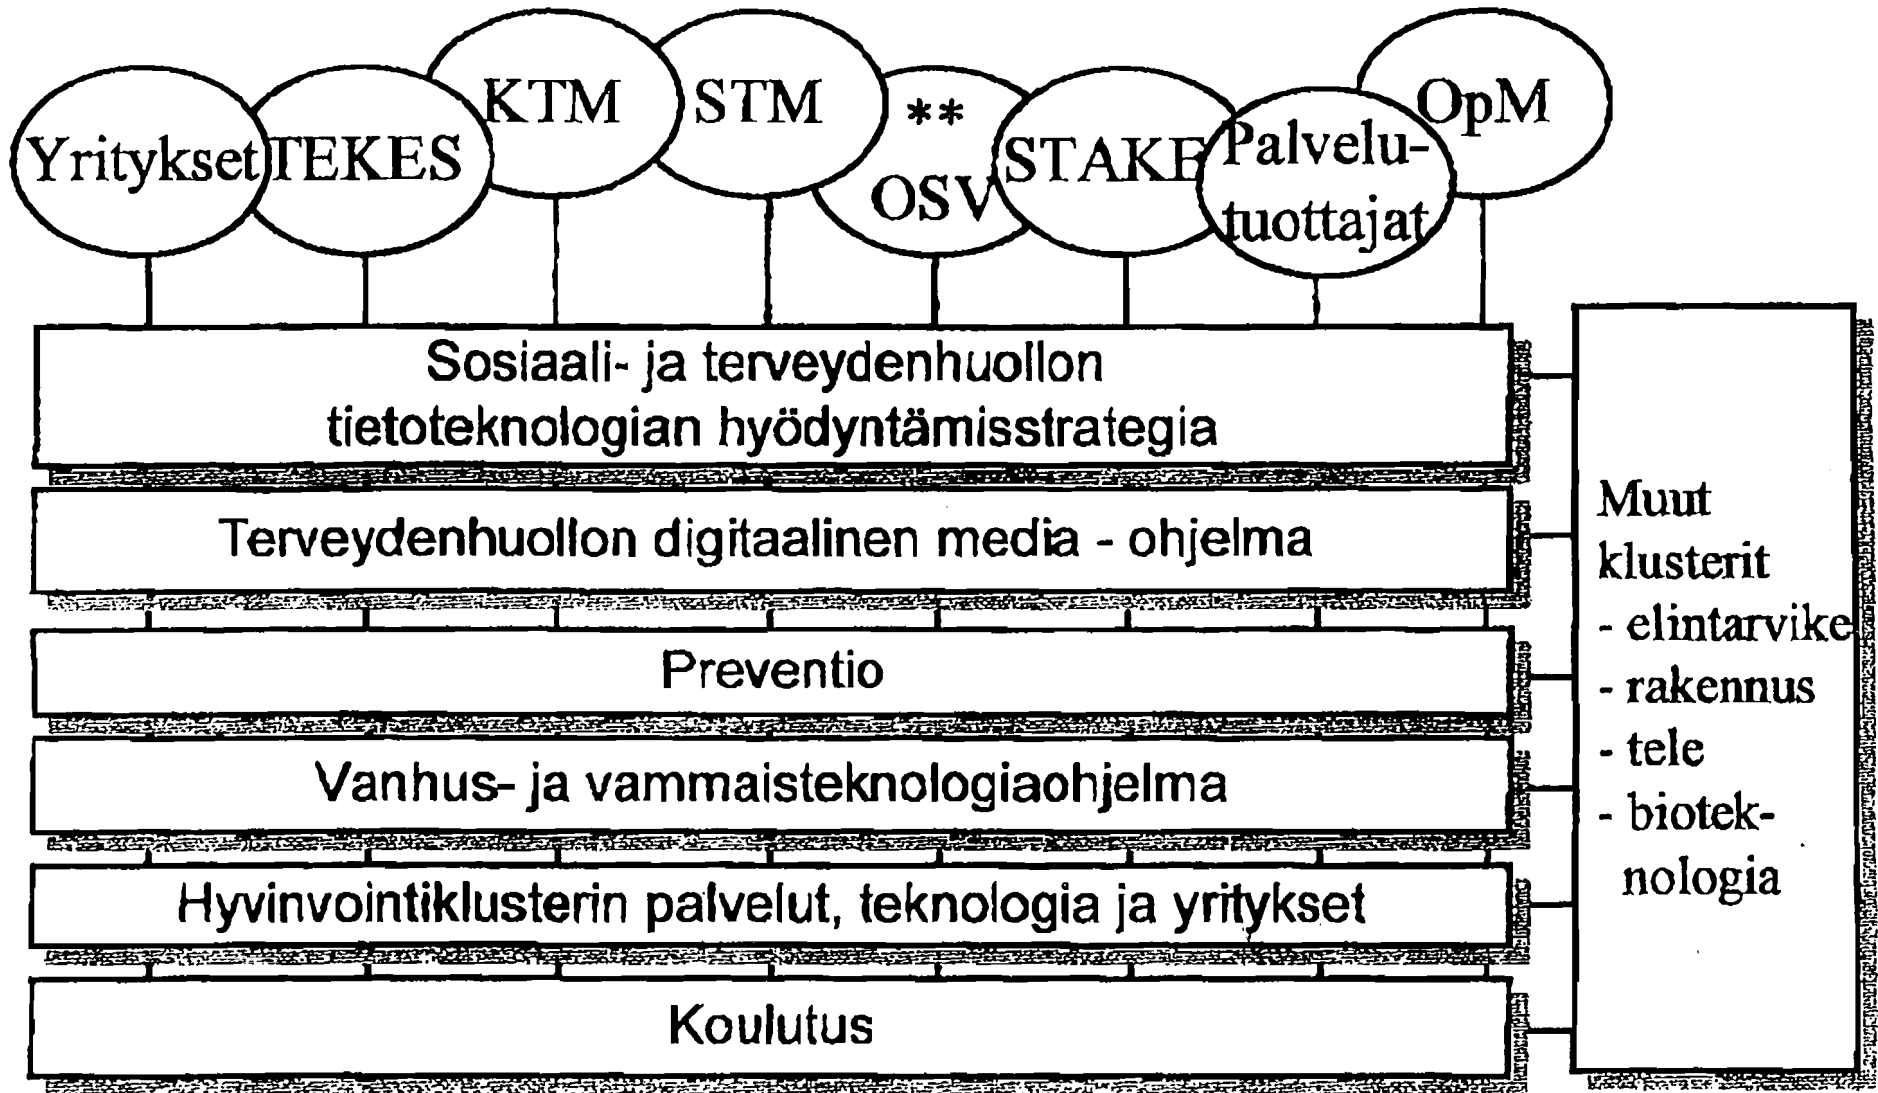 Yritykset
TEKES
KTM
STM
**
OSV
STAKE
Palvelu-
tuottajat
OpM
Sosiaali- ja terveydenhuollon
tietoteknologian hyödyntämisstrategia
Terveydenhuollon digitaalinen media - ohjelma
Preventio
Vanhus- ja vammaisteknologiaohjelma
Hyvinvointiklusterin palvelut, teknologia ja yritykset
Koulutus
Muut
klusterit
- elintarvike
- rakennus
- tele
- biotek-
nologia